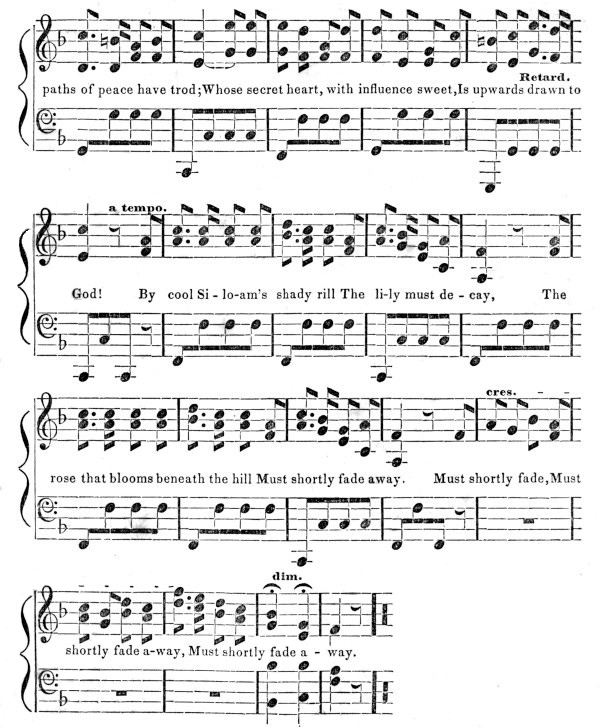 Retard.
paths of peace have trod; Whose secret heart, with influence sweet, Is upwards drawn to
a tempo.
God! By cool Si - lo-am's shady rill The li-ly must de - cay, The
cres. - -
rose that blooms beneath the hill Must shortly fade away. Must shortly fade, Must
dim.
shortly fade a-way, Must shortly fade a - way.